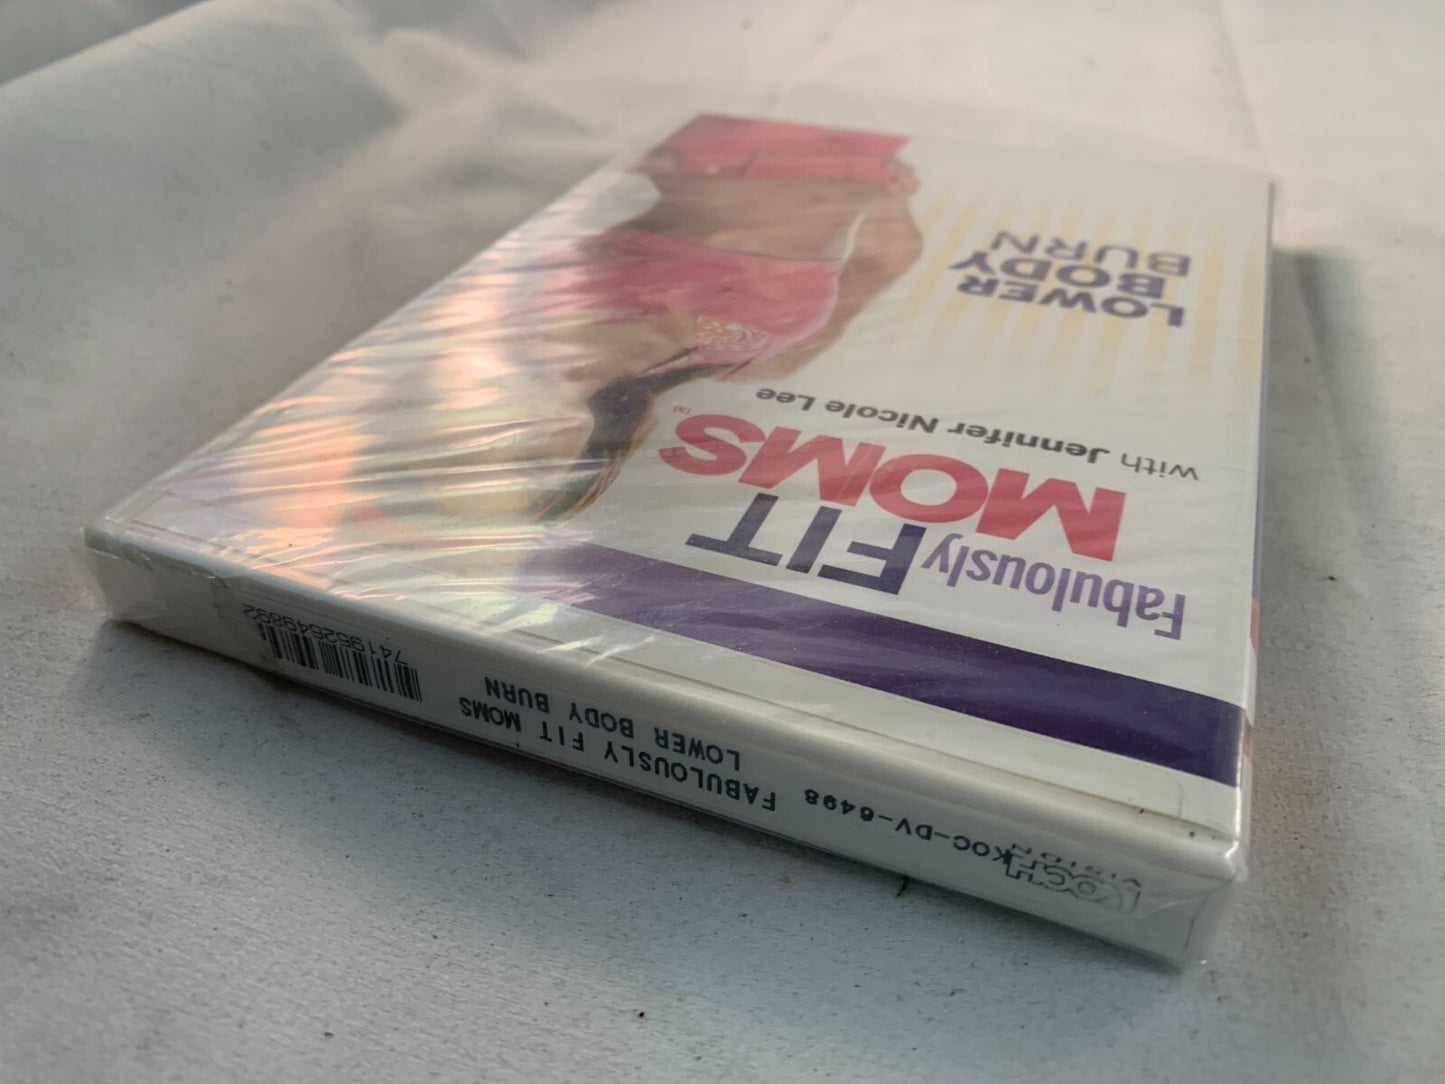 Fabulously FIT
MOMS™
with Jennifer Nicole Lee
LOWER
BODY
BURN
KOCH
VISION
KOC-DV-6498
FABULOUSLY FIT MOMS
LOWER BODY BURN
741952649892